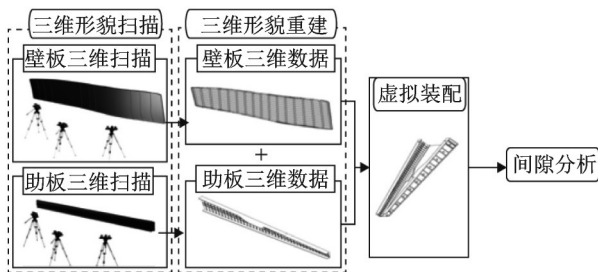 三维形貌扫描
三维形貌重建
壁板三维扫描
壁板三维数据
虚拟装配
+
间隙分析
助板三维扫描
助板三维数据